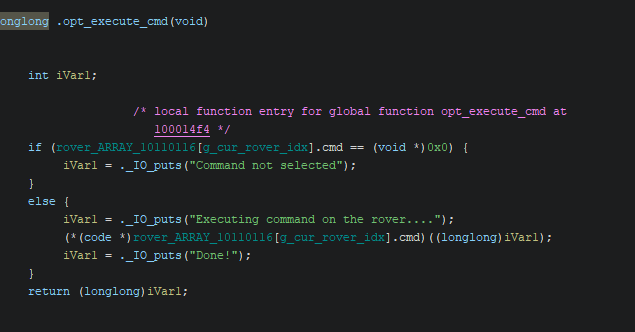 longlong .opt_execute_cmd(void)
int iVar1;
/* local function entry for global function opt_execute_cmd at
100014f4 */
if (rover_ARRAY_10110116[g_cur_rover_idx].cmd == (void *)0x0) {
iVar1 = ._IO_puts("Command not selected");
}
else {
iVar1 = ._IO_puts("Executing command on the rover....");
(*(code *)rover_ARRAY_10110116[g_cur_rover_idx].cmd)((longlong)iVar1);
iVar1 = ._IO_puts("Done!");
}
return (longlong)iVar1;